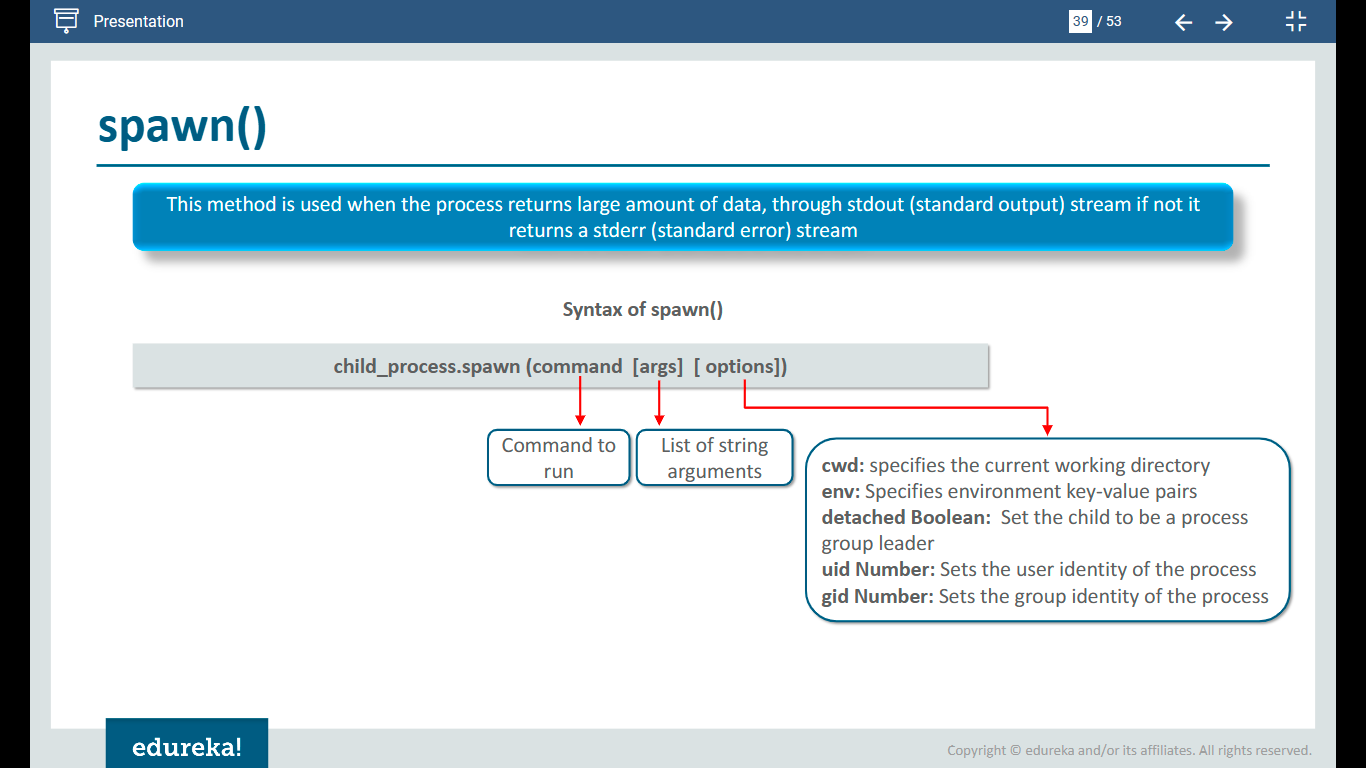 Presentation
39 / 53
spawn()
This method is used when the process returns large amount of data, through stdout (standard output) stream if not it
returns a stderr (standard error) stream
Syntax of spawn()
child_process.spawn (command  [args]  [ options])
Command to
run
List of string
arguments
cwd: specifies the current working directory
env: Specifies environment key-value pairs
detached Boolean:  Set the child to be a process
group leader
uid Number: Sets the user identity of the process
gid Number: Sets the group identity of the process
edureka!
Copyright © edureka and/or its affiliates. All rights reserved.